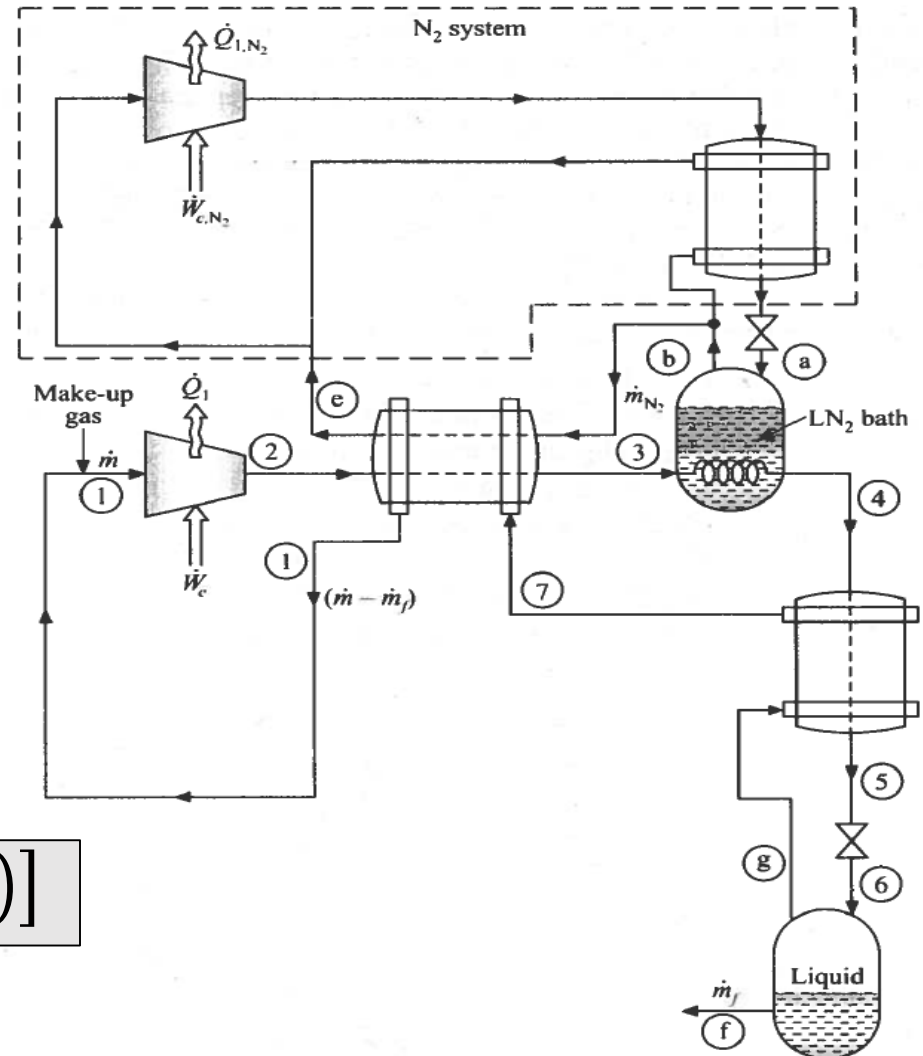 N₂ system
Q̇₁,N₂
Ẇc,N₂
b
a
ṁN₂
LN₂ bath
Make-up
gas
ṁ
1
Q̇₁
2
e
3
4
Ẇc
1
(ṁ − ṁf)
7
5
g
6
)]
Liquid
ṁf
f